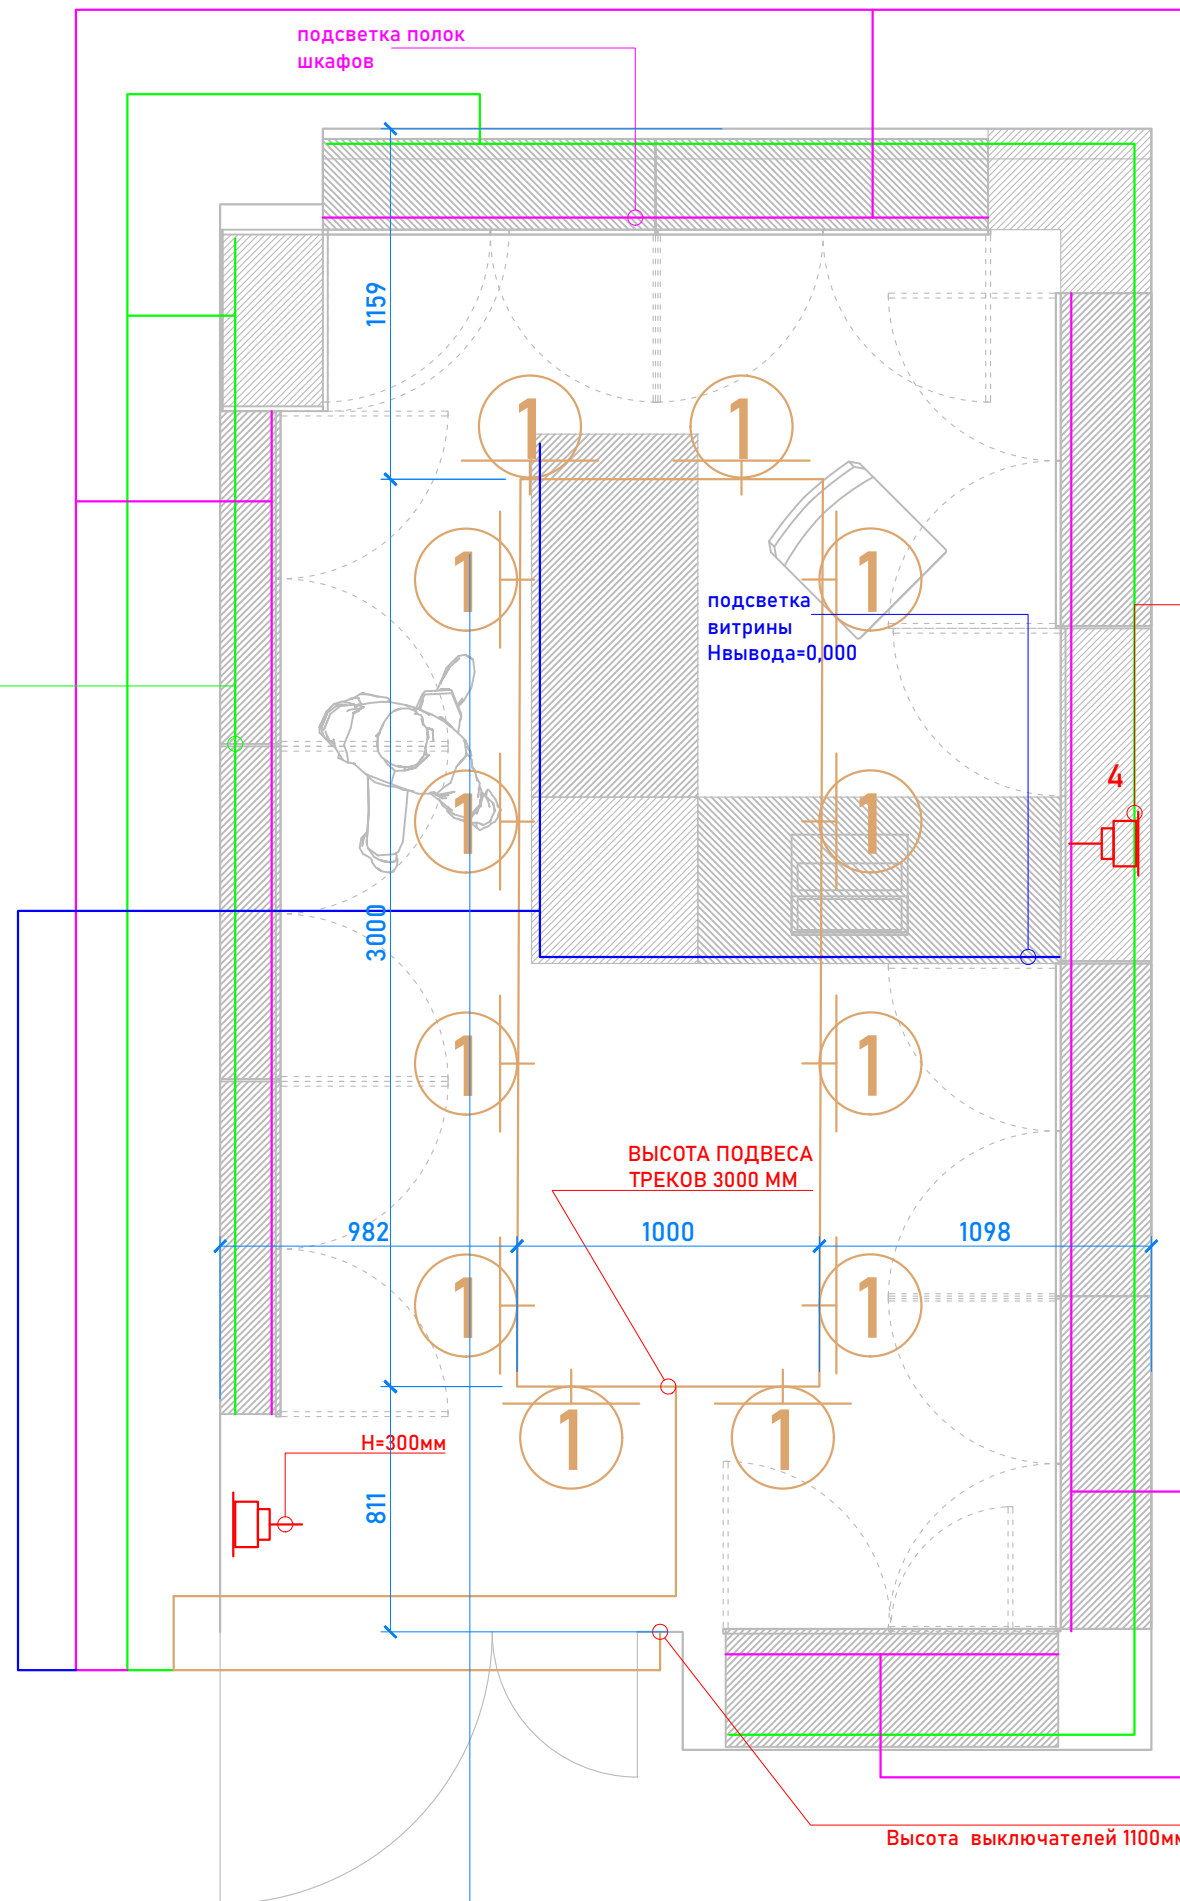 подсветка полок
шкафов
1159
1
1
1
1
подсветка
витрины
Hвывода=0,000
4
1
1
3000
1
1
ВЫСОТА ПОДВЕСА
ТРЕКОВ 3000 ММ
982
1000
1098
1
1
1
1
H=300мм
811
Высота выключателей 1100мм